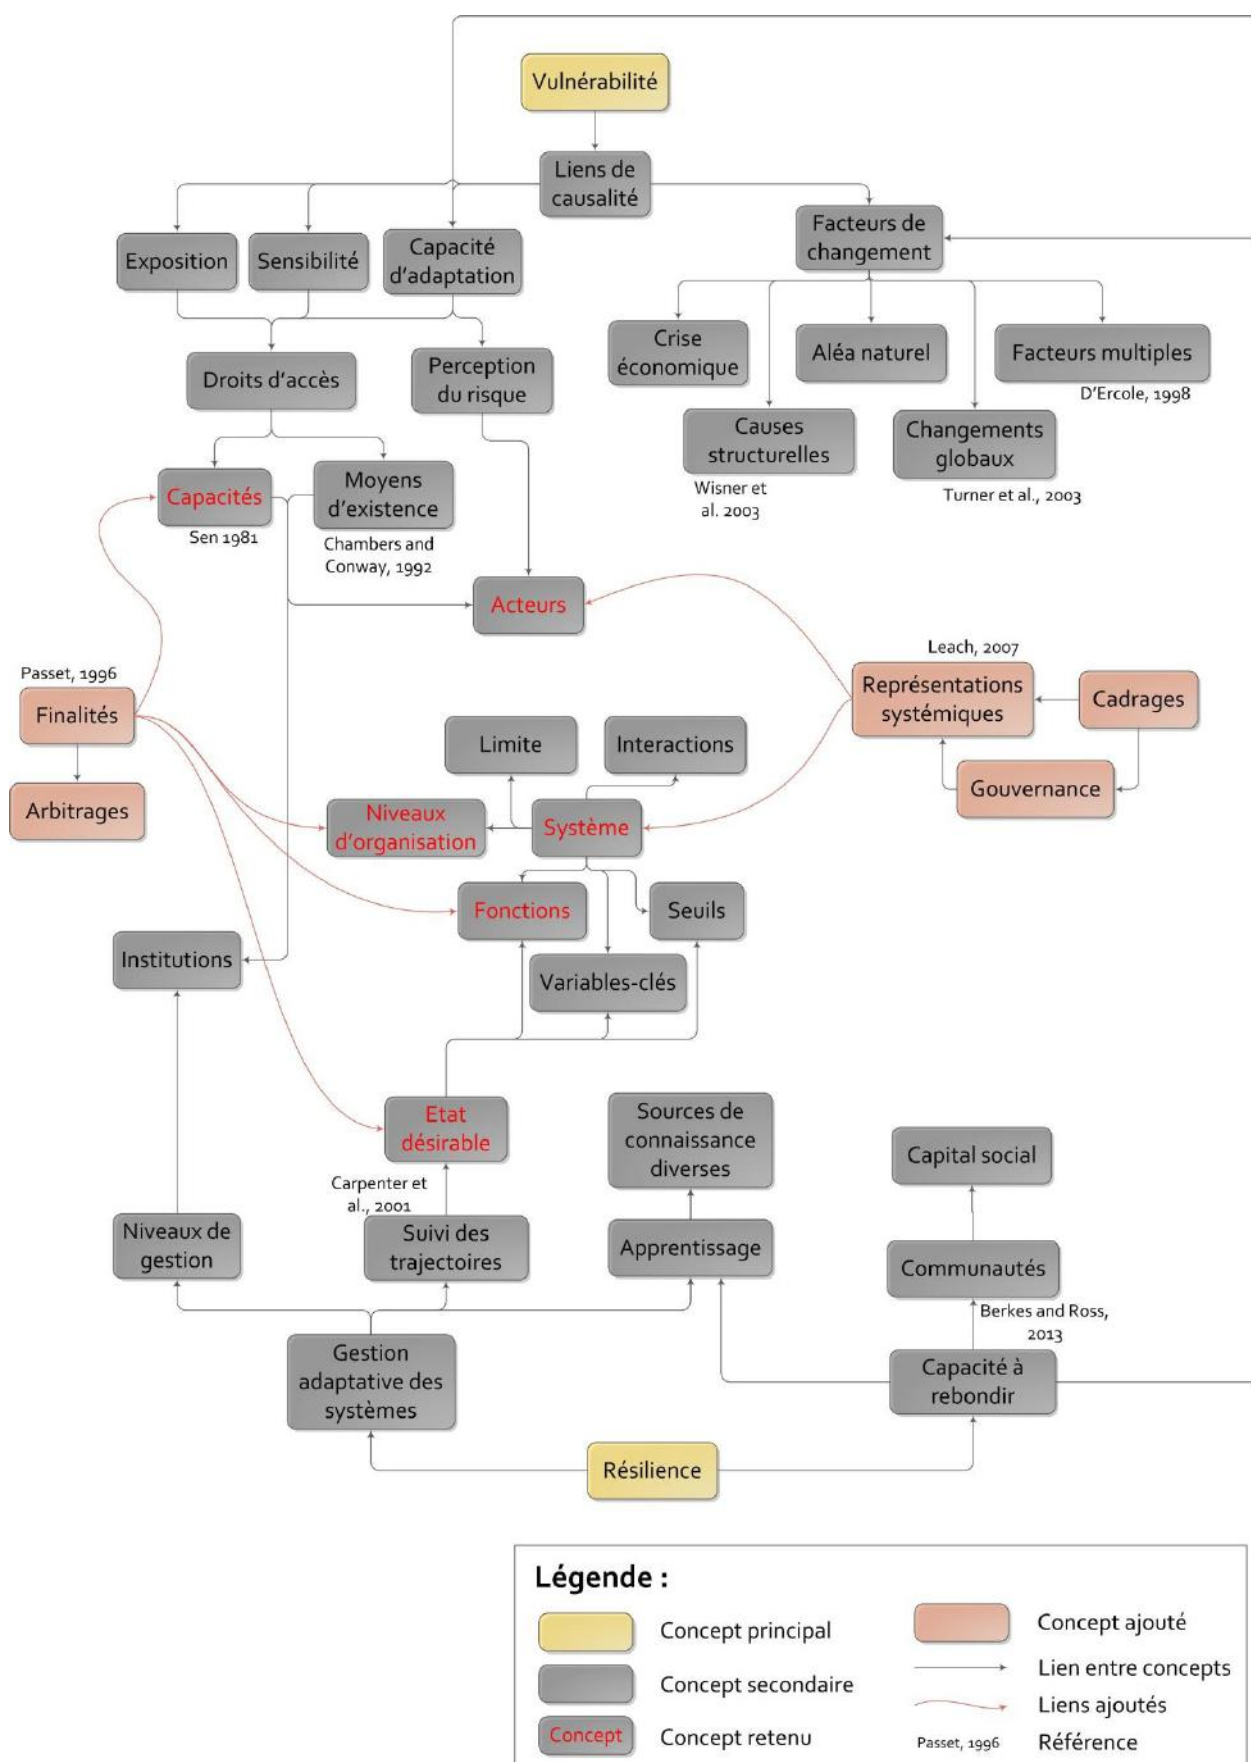 Vulnérabilité
Liens de
causalité
Exposition
Sensibilité
Capacité
d'adaptation
Facteurs de
changement
Crise
économique
Aléa naturel
Facteurs multiples
D'Ercole, 1998
Droits d'accès
Perception
du risque
Causes
structurelles
Wisner et
al. 2003
Changements
globaux
Turner et al., 2003
Capacités
Sen 1981
Moyens
d'existence
Chambers and
Conway, 1992
Acteurs
Passet, 1996
Finalités
Arbitrages
Leach, 2007
Représentations
systémiques
Cadrages
Gouvernance
Limite
Interactions
Niveaux
d'organisation
Système
Fonctions
Seuils
Institutions
Variables-clés
Etat
désirable
Carpenter et
al., 2001
Sources de
connaissance
diverses
Capital social
Niveaux de
gestion
Suivi des
trajectoires
Apprentissage
Communautés
Berkes and Ross,
2013
Gestion
adaptative des
systèmes
Capacité à
rebondir
Résilience
Légende :
Concept principal
Concept secondaire
Concept
Concept retenu
Concept ajouté
Lien entre concepts
Liens ajoutés
Passet, 1996
Référence